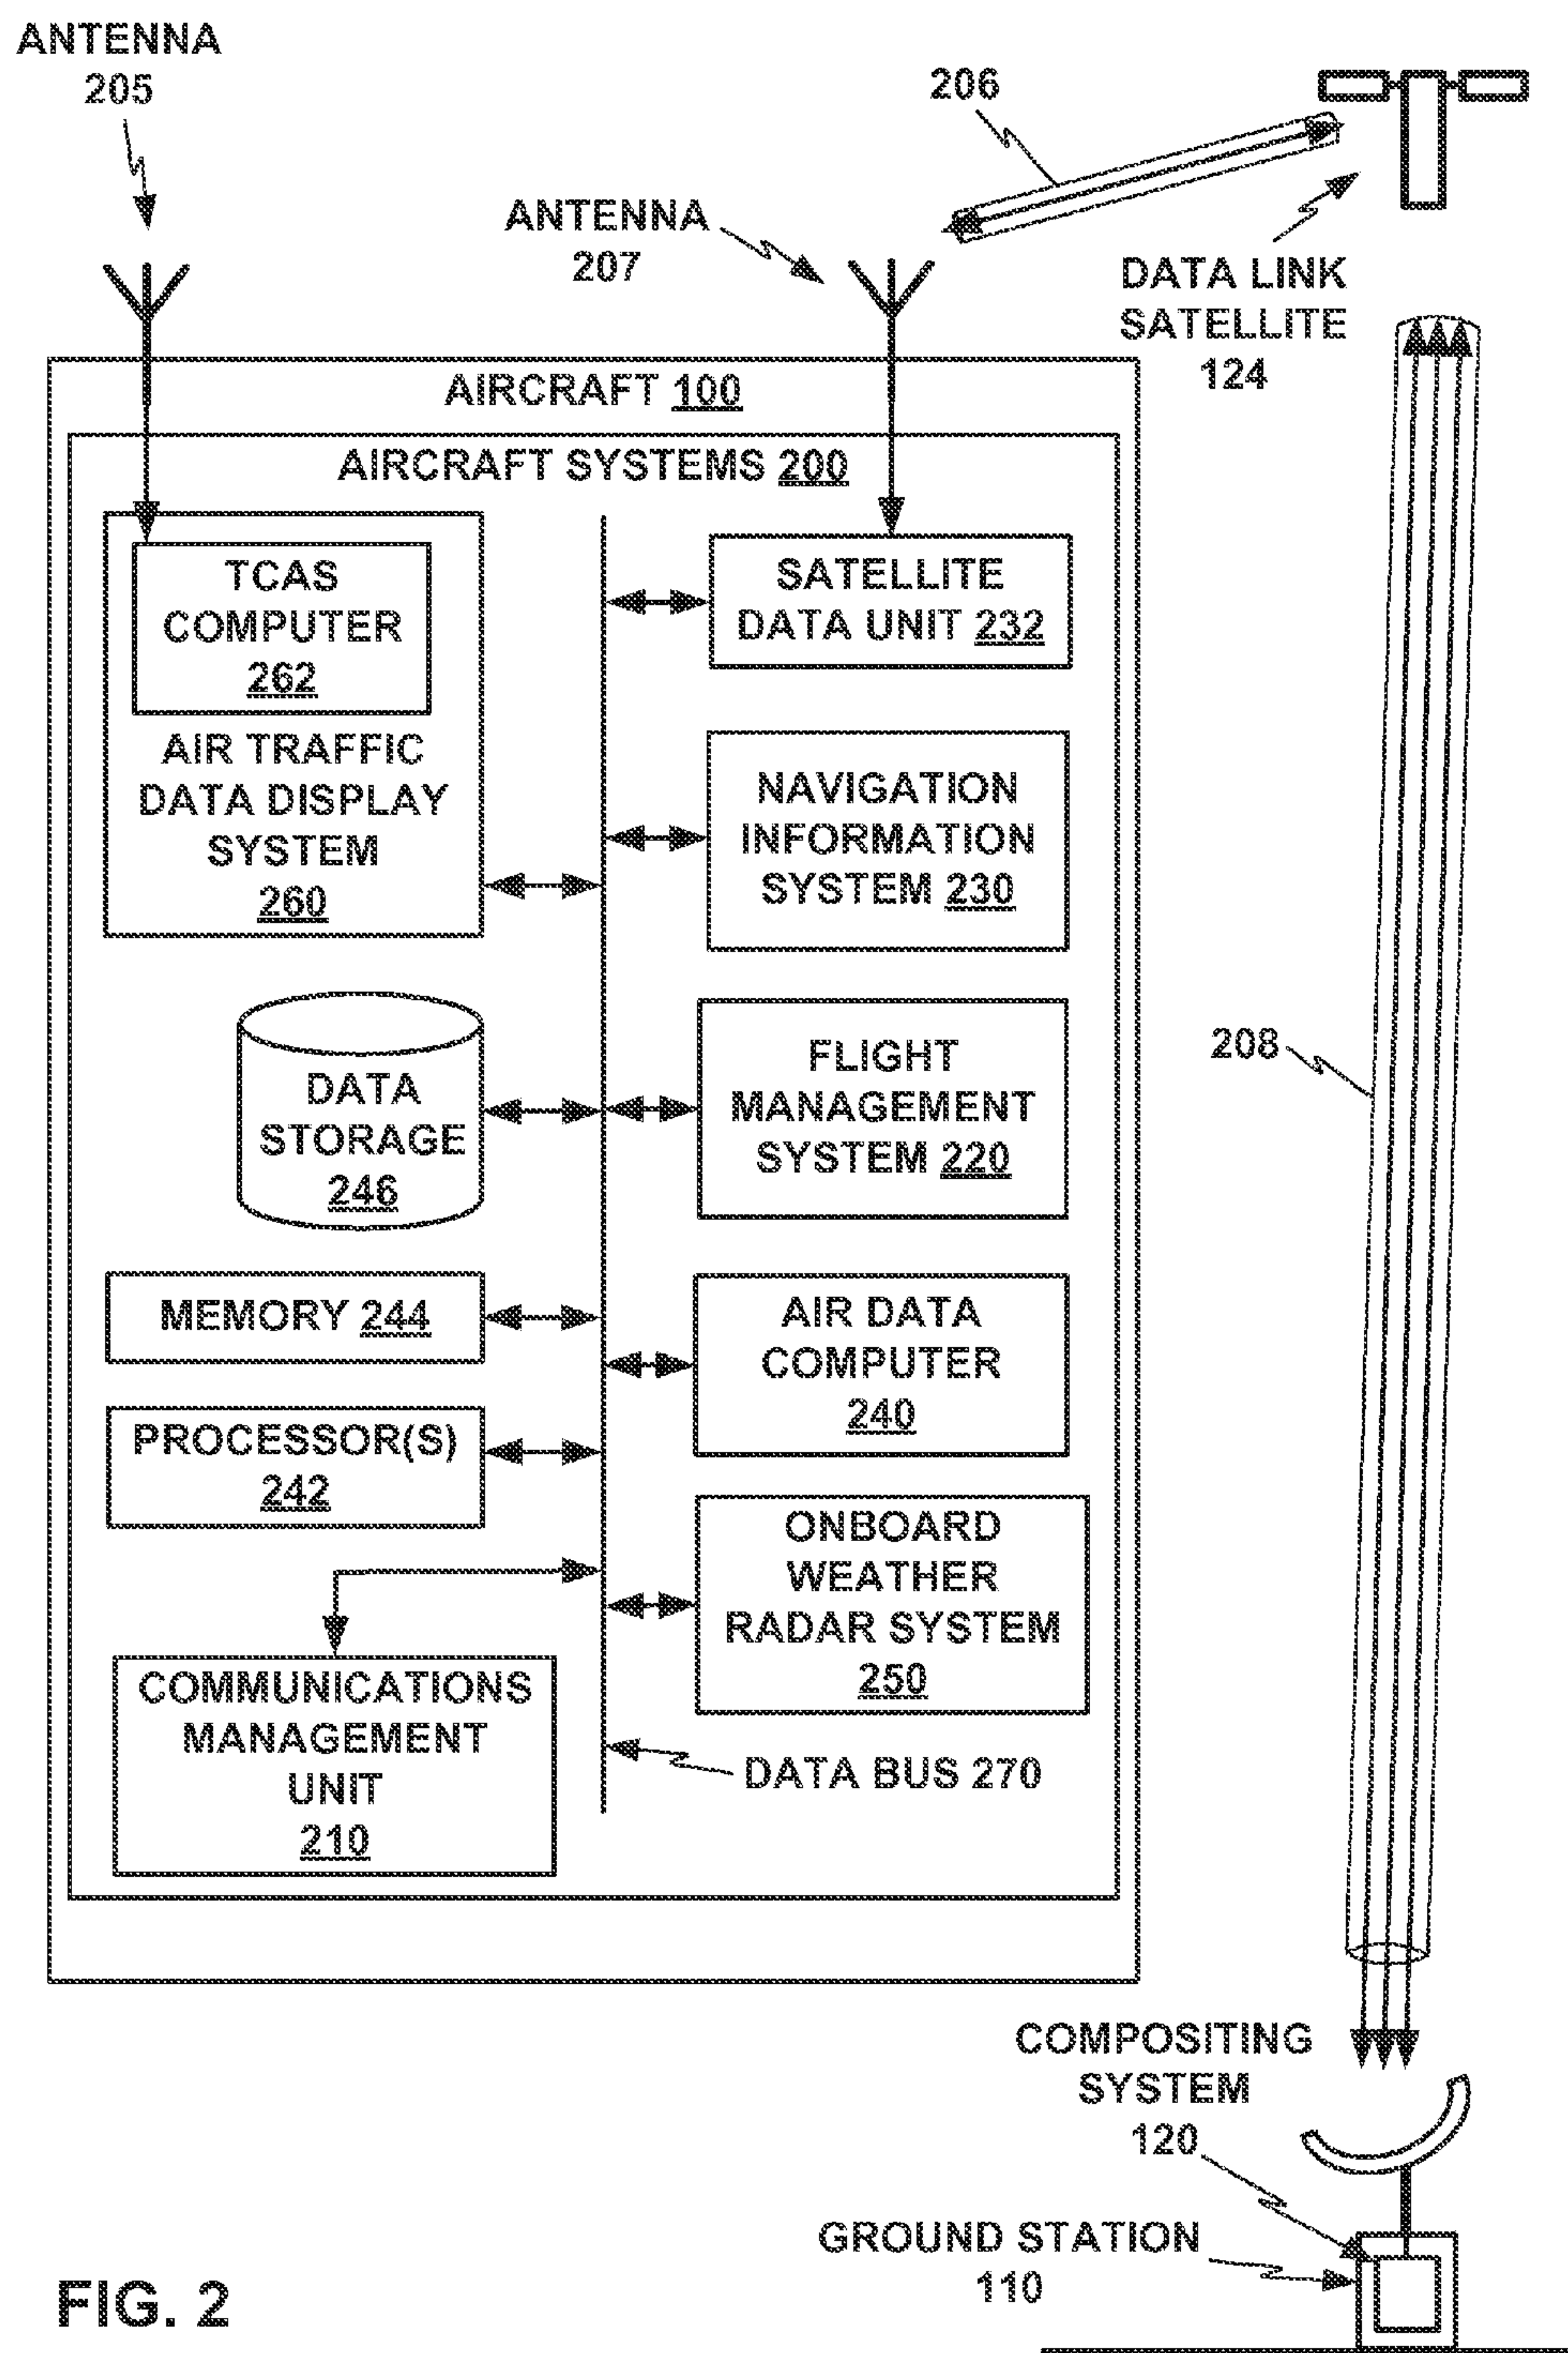 ANTENNA
205
206
ANTENNA
207
DATA LINK
SATELLITE
124
AIRCRAFT 100
AIRCRAFT SYSTEMS 200
TCAS
COMPUTER
262
AIR TRAFFIC
DATA DISPLAY
SYSTEM
260
SATELLITE
DATA UNIT 232
NAVIGATION
INFORMATION
SYSTEM 230
DATA
STORAGE
246
FLIGHT
MANAGEMENT
SYSTEM 220
208
MEMORY 244
AIR DATA
COMPUTER
240
PROCESSOR(S)
242
ONBOARD
WEATHER
RADAR SYSTEM
250
COMMUNICATIONS
MANAGEMENT
UNIT
210
DATA BUS 270
COMPOSITING
SYSTEM
120
GROUND STATION
110
FIG. 2